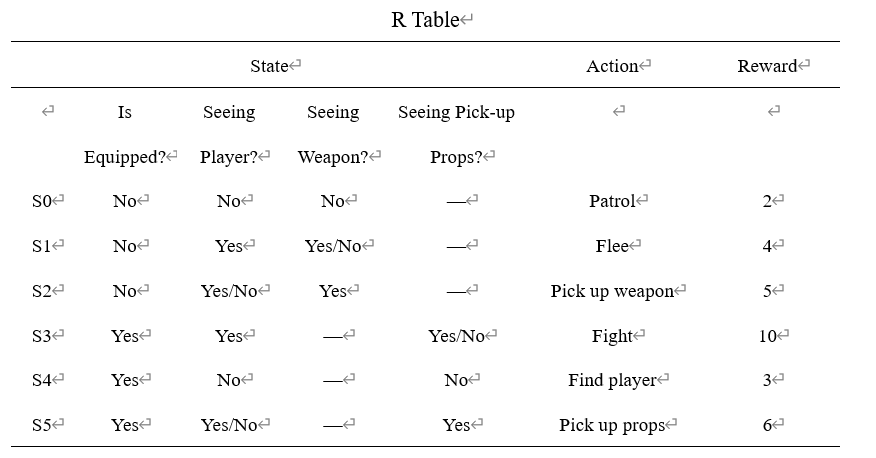 R Table↵
State↵ Action↵ Reward↵
↵ Is Seeing Seeing Seeing Pick-up ↵ ↵
Equipped?↵ Player?↵ Weapon?↵ Props?↵
S0↵ No↵ No↵ No↵ —↵ Patrol↵ 2↵
S1↵ No↵ Yes↵ Yes/No↵ —↵ Flee↵ 4↵
S2↵ No↵ Yes/No↵ Yes↵ —↵ Pick up weapon↵ 5↵
S3↵ Yes↵ Yes↵ —↵ Yes/No↵ Fight↵ 10↵
S4↵ Yes↵ No↵ —↵ No↵ Find player↵ 3↵
S5↵ Yes↵ Yes/No↵ —↵ Yes↵ Pick up props↵ 6↵